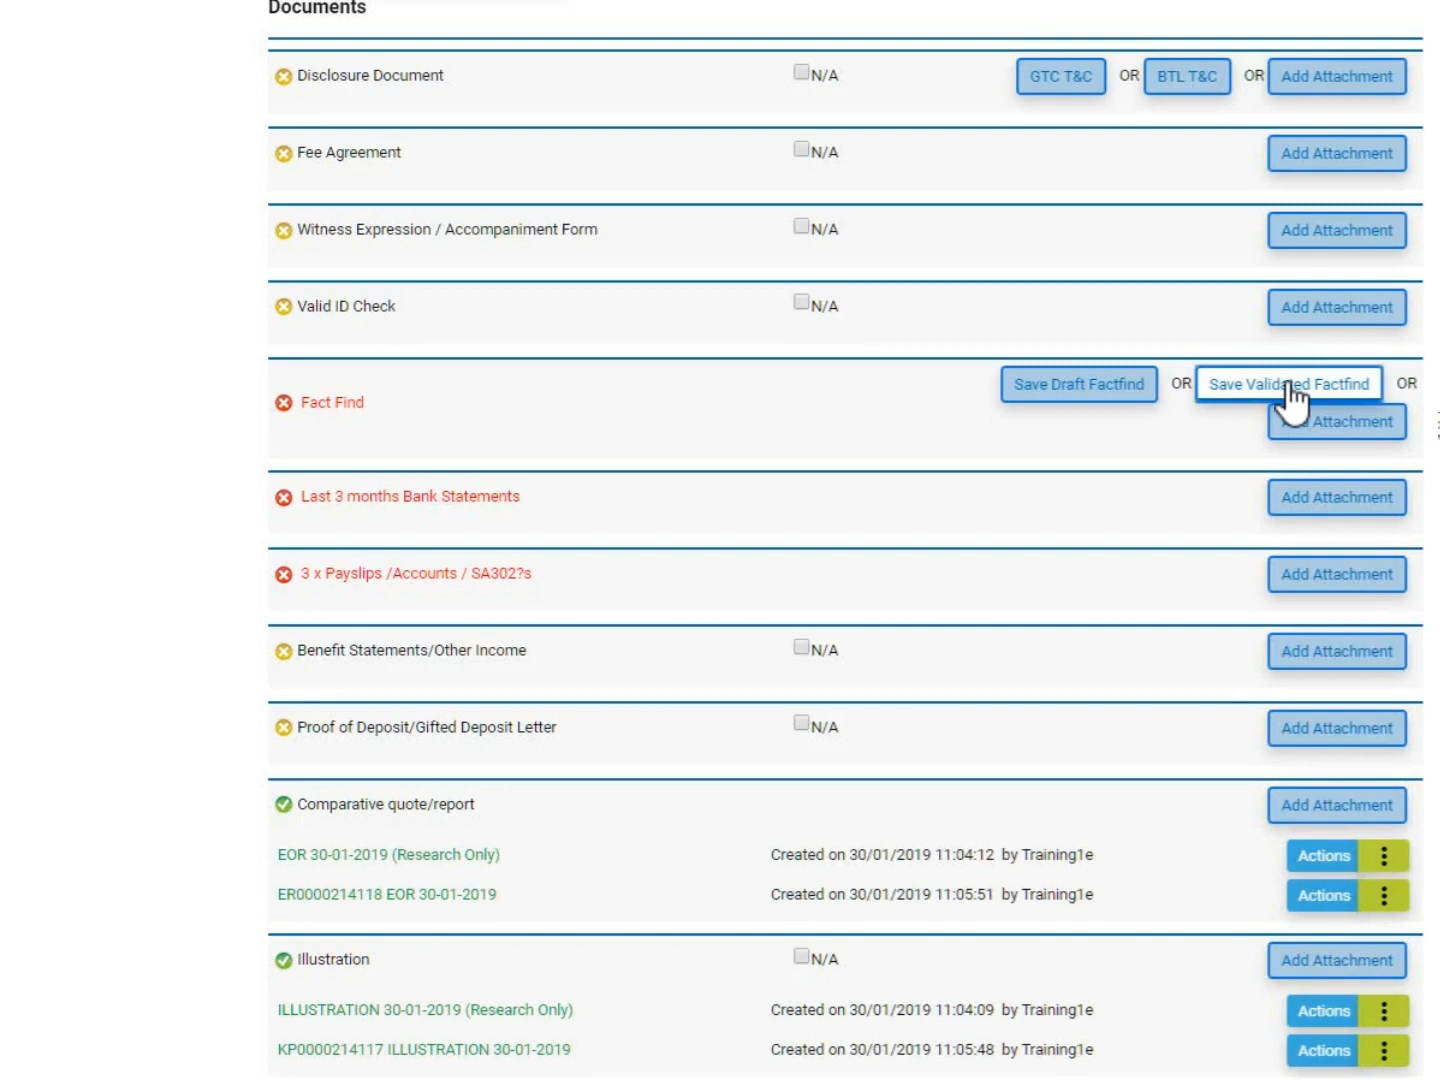 Documents
Disclosure Document N/A GTC T&C OR BTL T&C OR Add Attachment
Fee Agreement N/A Add Attachment
Witness Expression / Accompaniment Form N/A Add Attachment
Valid ID Check N/A Add Attachment
Save Draft Factfind OR Save Validated Factfind OR
Fact Find
Add Attachment
Last 3 months Bank Statements Add Attachment
3 x Payslips /Accounts / SA302?s Add Attachment
Benefit Statements/Other Income N/A Add Attachment
Proof of Deposit/Gifted Deposit Letter N/A Add Attachment
Comparative quote/report Add Attachment
EOR 30-01-2019 (Research Only) Created on 30/01/2019 11:04:12 by Training1e Actions
ER0000214118 EOR 30-01-2019 Created on 30/01/2019 11:05:51 by Training1e Actions
Illustration N/A Add Attachment
ILLUSTRATION 30-01-2019 (Research Only) Created on 30/01/2019 11:04:09 by Training1e Actions
KP0000214117 ILLUSTRATION 30-01-2019 Created on 30/01/2019 11:05:48 by Training1e Actions